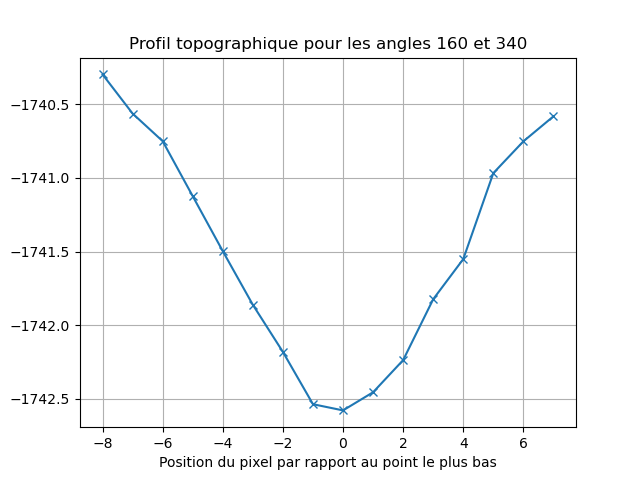 Profil topographique pour les angles 160 et 340
−1740.5
−1741.0
−1741.5
−1742.0
−1742.5
−8 −6 −4 −2 0 2 4 6
Position du pixel par rapport au point le plus bas